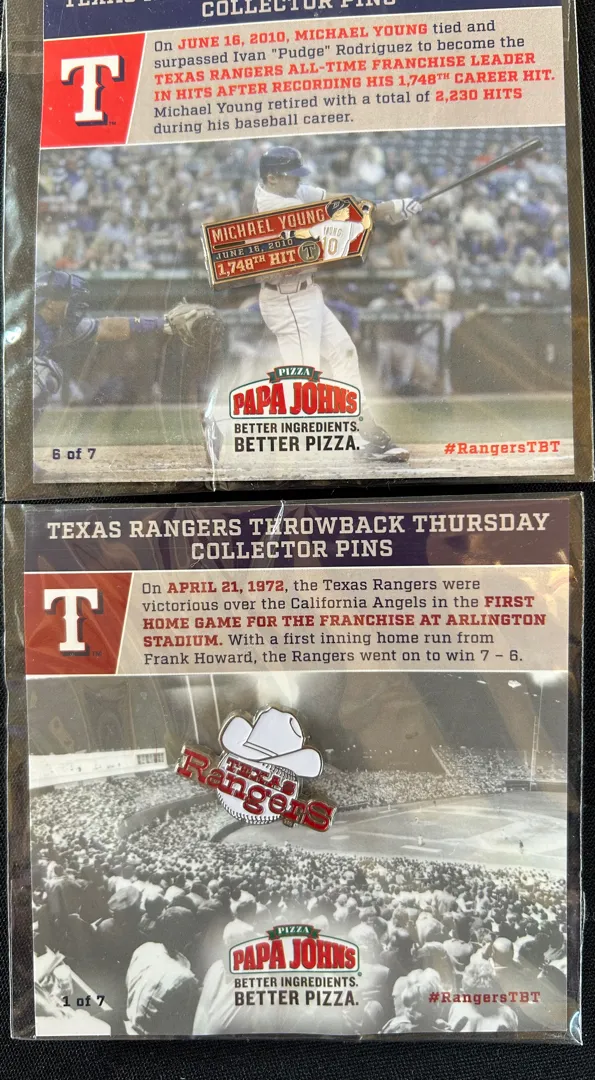 TEXAS RANGERS THROWBACK THURSDAY
COLLECTOR PINS
T
On JUNE 16, 2010, MICHAEL YOUNG tied and
surpassed Ivan "Pudge" Rodriguez to become the
TEXAS RANGERS ALL-TIME FRANCHISE LEADER
IN HITS AFTER RECORDING HIS 1,748TH CAREER HIT.
Michael Young retired with a total of 2,230 HITS
during his baseball career.
MICHAEL YOUNG
JUNE 16, 2010
1,748TH HIT
T
YOUNG
10
PIZZA
PAPA JOHNS
BETTER INGREDIENTS.
BETTER PIZZA.
6 of 7
#RangersTBT
TEXAS RANGERS THROWBACK THURSDAY
COLLECTOR PINS
T
On APRIL 21, 1972, the Texas Rangers were
victorious over the California Angels in the FIRST
HOME GAME FOR THE FRANCHISE AT ARLINGTON
STADIUM. With a first inning home run from
Frank Howard, the Rangers went on to win 7 – 6.
TEXAS
Rangers
PIZZA
PAPA JOHNS
BETTER INGREDIENTS.
BETTER PIZZA.
1 of 7
#RangersTBT